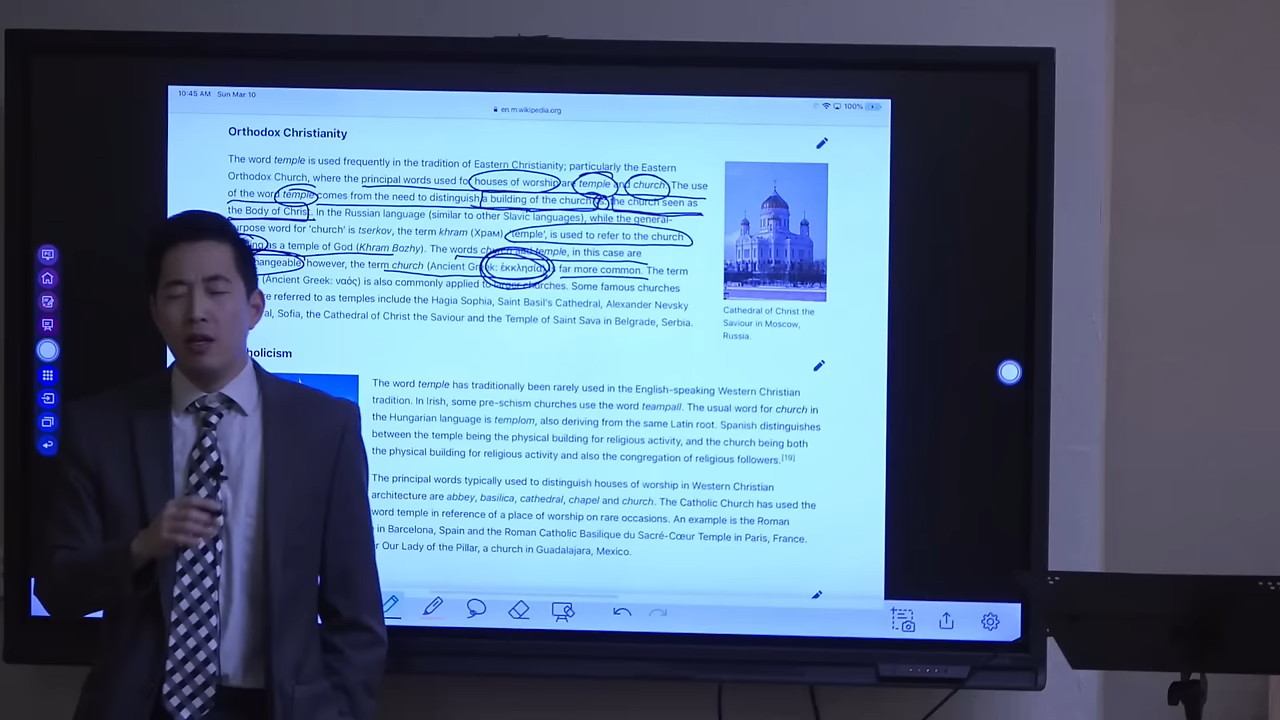 10:45 AM Sun Mar 10
en.m.wikipedia.org
100%
Orthodox Christianity
The word temple is used frequently in the tradition of Eastern Christianity; particularly the Eastern
Orthodox Church, where the principal words used for houses of worship are temple and church. The use
of the word temple comes from the need to distinguish a building of the church vs. the church seen as
the Body of Christ. In the Russian language (similar to other Slavic languages), while the general-
urpose word for 'church' is tserkov, the term khram (Храм), 'temple', is used to refer to the church
as a temple of God (Khram Bozhy). The words church and temple, in this case are
hangeable; however, the term church (Ancient Greek: ἐκκλησία) is far more common. The term
(Ancient Greek: ναός) is also commonly applied to larger churches. Some famous churches
re referred to as temples include the Hagia Sophia, Saint Basil's Cathedral, Alexander Nevsky
al, Sofia, the Cathedral of Christ the Saviour and the Temple of Saint Sava in Belgrade, Serbia.
Cathedral of Christ the
Saviour in Moscow,
Russia.
holicism
The word temple has traditionally been rarely used in the English-speaking Western Christian
tradition. In Irish, some pre-schism churches use the word teampall. The usual word for church in
the Hungarian language is templom, also deriving from the same Latin root. Spanish distinguishes
between the temple being the physical building for religious activity, and the church being both
the physical building for religious activity and also the congregation of religious followers.[19]
The principal words typically used to distinguish houses of worship in Western Christian
architecture are abbey, basilica, cathedral, chapel and church. The Catholic Church has used the
word temple in reference of a place of worship on rare occasions. An example is the Roman
in Barcelona, Spain and the Roman Catholic Basilique du Sacré-Cœur Temple in Paris, France.
r Our Lady of the Pillar, a church in Guadalajara, Mexico.